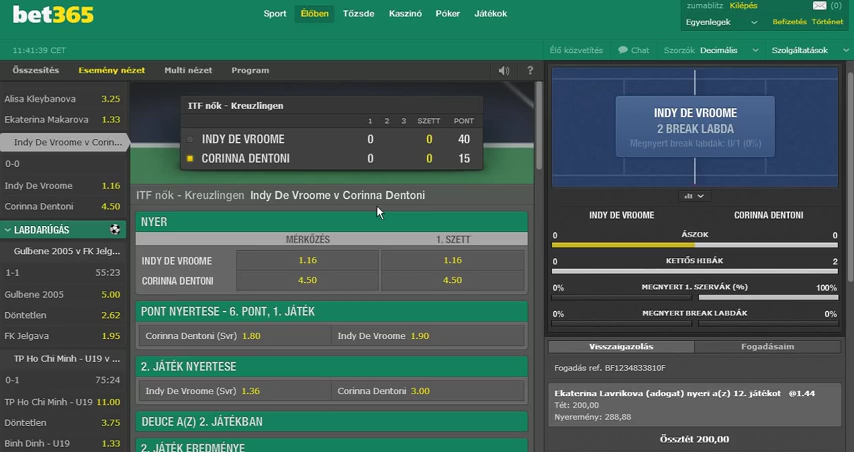 bet365
Sport Élőben Tőzsde Kaszinó Póker Játékok
zumablitz Kilépés (0)
Egyenlegek Befizetés Történet
11:41:39 CET
Élő közvetítés Chat Szorzók Decimális Szolgáltatások
Összesítés Esemény nézet Multi nézet Program ?
Alisa Kleybanova 3.25
Ekaterina Makarova 1.33
Indy De Vroome v Corin...
0-0
Indy De Vroome 1.16
Corinna Dentoni 4.50
LABDARÚGÁS
Gulbene 2005 v FK Jelg...
1-1 55:23
Gulbene 2005 5.00
Döntetlen 2.62
FK Jelgava 1.95
TP Ho Chi Minh - U19 v ...
0-1 75:24
TP Ho Chi Minh - U19 11.00
Döntetlen 3.75
Binh Dinh - U19 1.33
ITF nők - Kreuzlingen
1 2 3 SZETT PONT
INDY DE VROOME 0 0 40
CORINNA DENTONI 0 0 15
ITF nők - Kreuzlingen Indy De Vroome v Corinna Dentoni
NYER
MÉRKŐZÉS 1. SZETT
INDY DE VROOME 1.16 1.16
CORINNA DENTONI 4.50 4.50
PONT NYERTESE - 6. PONT, 1. JÁTÉK
Corinna Dentoni (Svr) 1.80 Indy De Vroome 1.90
2. JÁTÉK NYERTESE
Indy De Vroome (Svr) 1.36 Corinna Dentoni 3.00
DEUCE A(Z) 2. JÁTÉKBAN
2. JÁTÉK EREDMÉNYE
INDY DE VROOME
2 BREAK LABDA
Megnyert break labdák: 0/1 (0%)
INDY DE VROOME CORINNA DENTONI
0 ÁSZOK 0
0 KETTŐS HIBÁK 2
0% MEGNYERT 1. SZERVÁK (%) 100%
0% MEGNYERT BREAK LABDÁK 0%
Visszaigazolás Fogadásaim
Fogadás ref. BF1234833810F
Ekaterina Lavrikova (adogat) nyeri a(z) 12. játékot @1.44
Tét: 200,00
Nyeremény: 288,88
Össztét 200,00